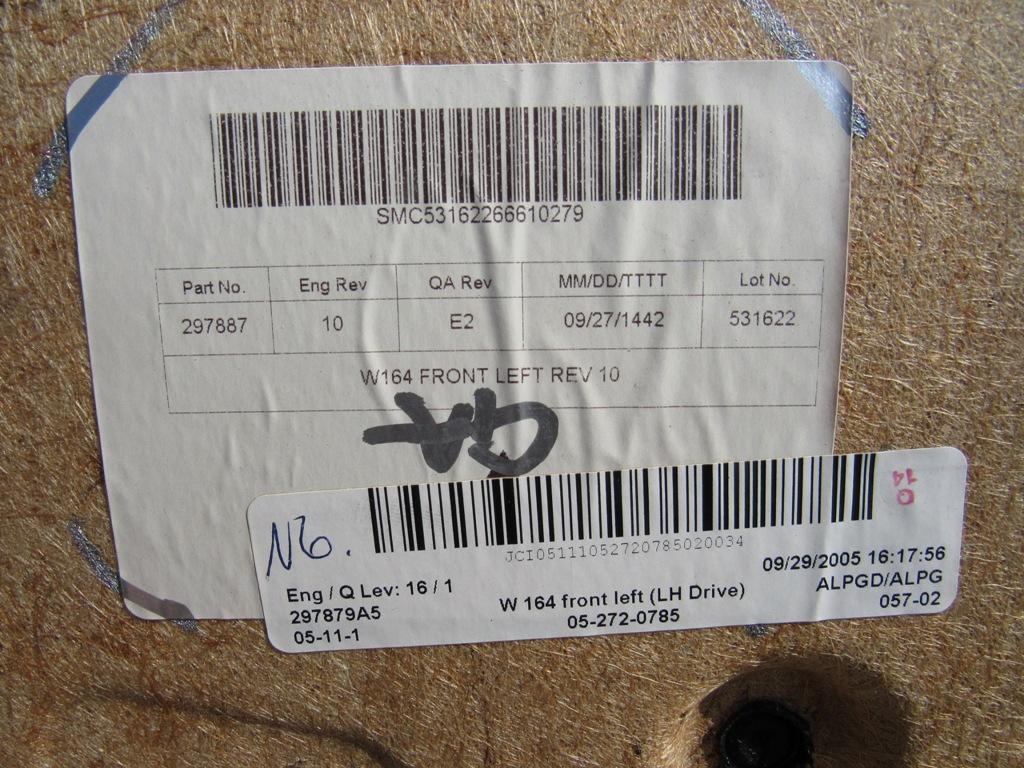 SMC53162266610279
Part No. Eng Rev QA Rev MM/DD/TTTT Lot No.
297887 10 E2 09/27/1442 531622
W164 FRONT LEFT REV 10
N6.
JCI05111052720785020034
Eng / Q Lev: 16 / 1
297879A5
05-11-1
W 164 front left (LH Drive)
05-272-0785
09/29/2005 16:17:56
ALPGD/ALPG
057-02